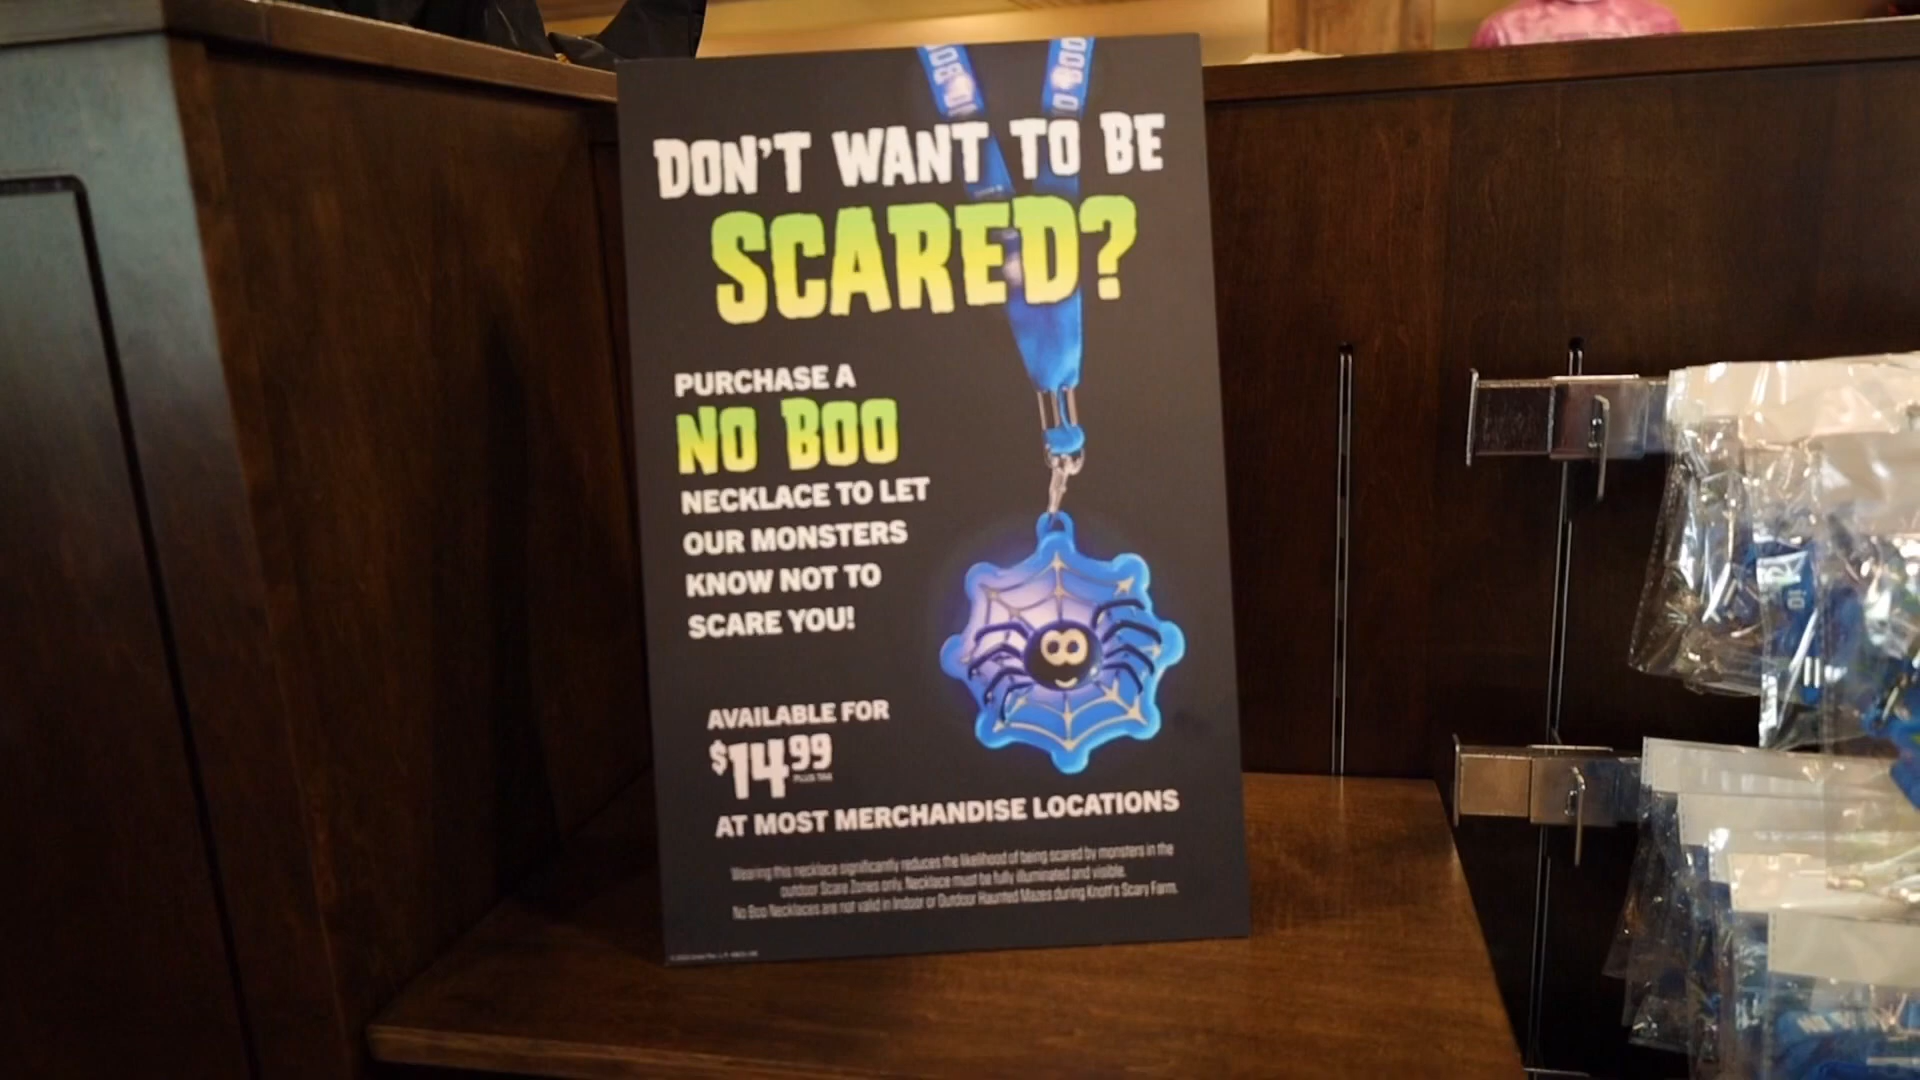 DON'T WANT TO BE
SCARED?
PURCHASE A
NO BOO
NECKLACE TO LET
OUR MONSTERS
KNOW NOT TO
SCARE YOU!
AVAILABLE FOR
$14.99
PLUS TAX
AT MOST MERCHANDISE LOCATIONS
Wearing this necklace significantly reduces the likelihood of being scared by monsters in the
outdoor Scare Zones only. Necklace must be fully illuminated and visible.
No Boo Necklaces are not valid in Indoor or Outdoor Haunted Mazes during Knott's Scary Farm.